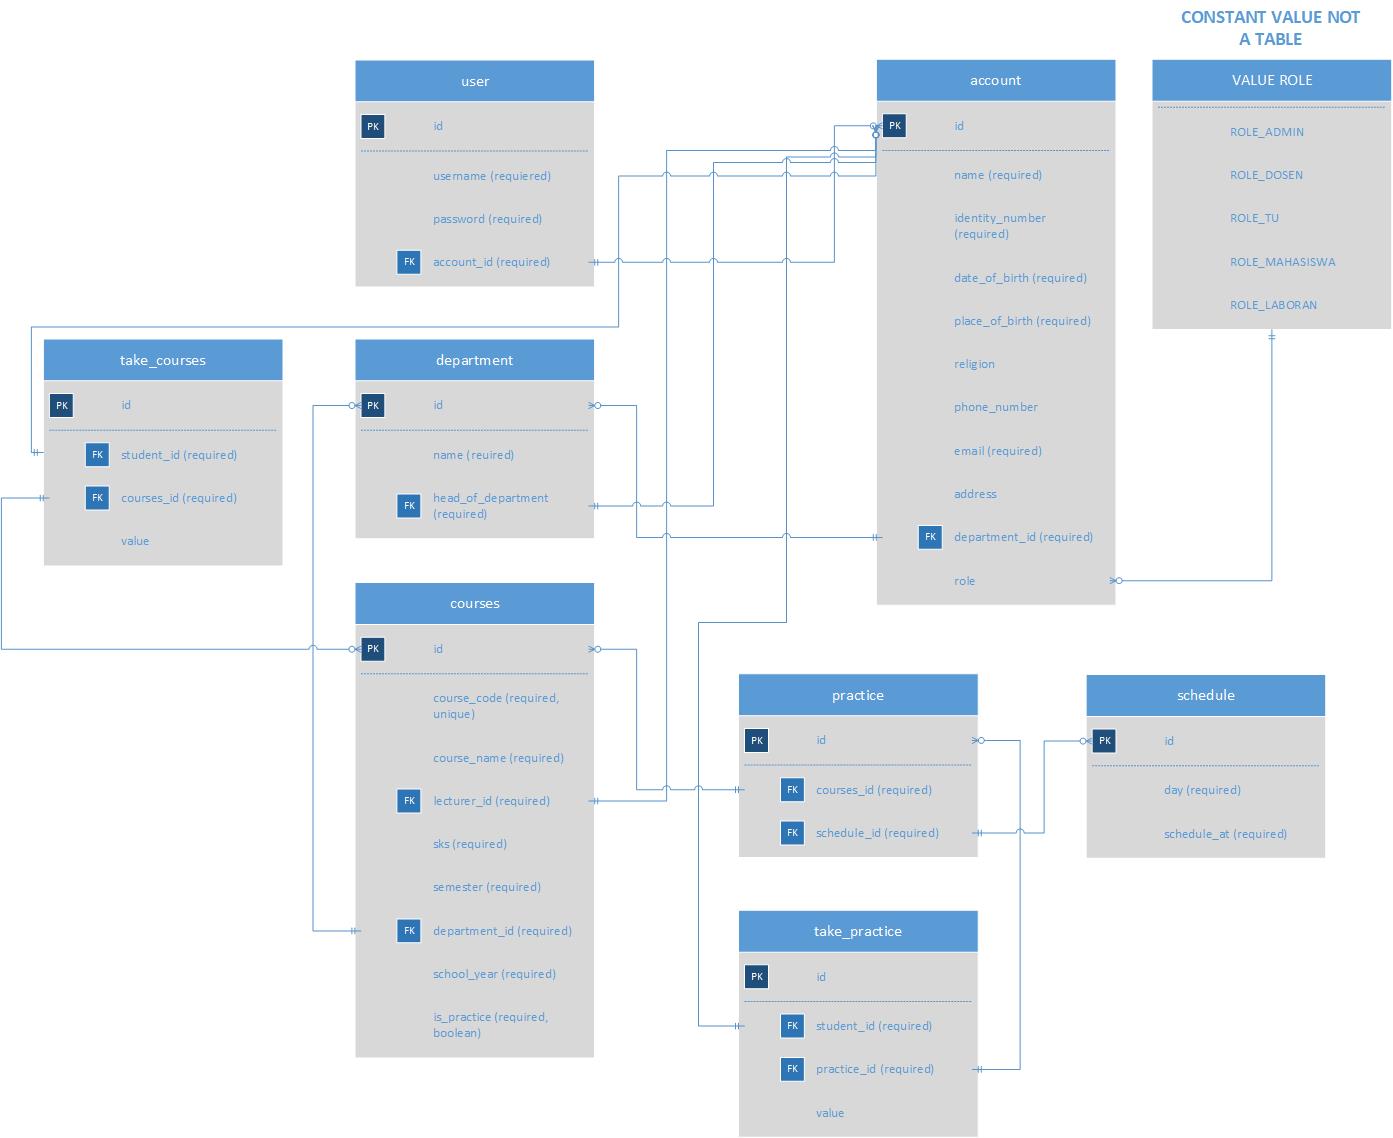 CONSTANT VALUE NOT
A TABLE
user
PK
id
username (requiered)
password (required)
FK
account_id (required)
account
PK
id
name (required)
identity_number
(required)
date_of_birth (required)
place_of_birth (required)
religion
phone_number
email (required)
address
FK
department_id (required)
role
VALUE ROLE
ROLE_ADMIN
ROLE_DOSEN
ROLE_TU
ROLE_MAHASISWA
ROLE_LABORAN
take_courses
PK
id
FK
student_id (required)
FK
courses_id (required)
value
department
PK
id
name (reuired)
FK
head_of_department
(required)
courses
PK
id
course_code (required,
unique)
course_name (required)
FK
lecturer_id (required)
sks (required)
semester (required)
FK
department_id (required)
school_year (required)
is_practice (required,
boolean)
practice
PK
id
FK
courses_id (required)
FK
schedule_id (required)
schedule
PK
id
day (required)
schedule_at (required)
take_practice
PK
id
FK
student_id (required)
FK
practice_id (required)
value